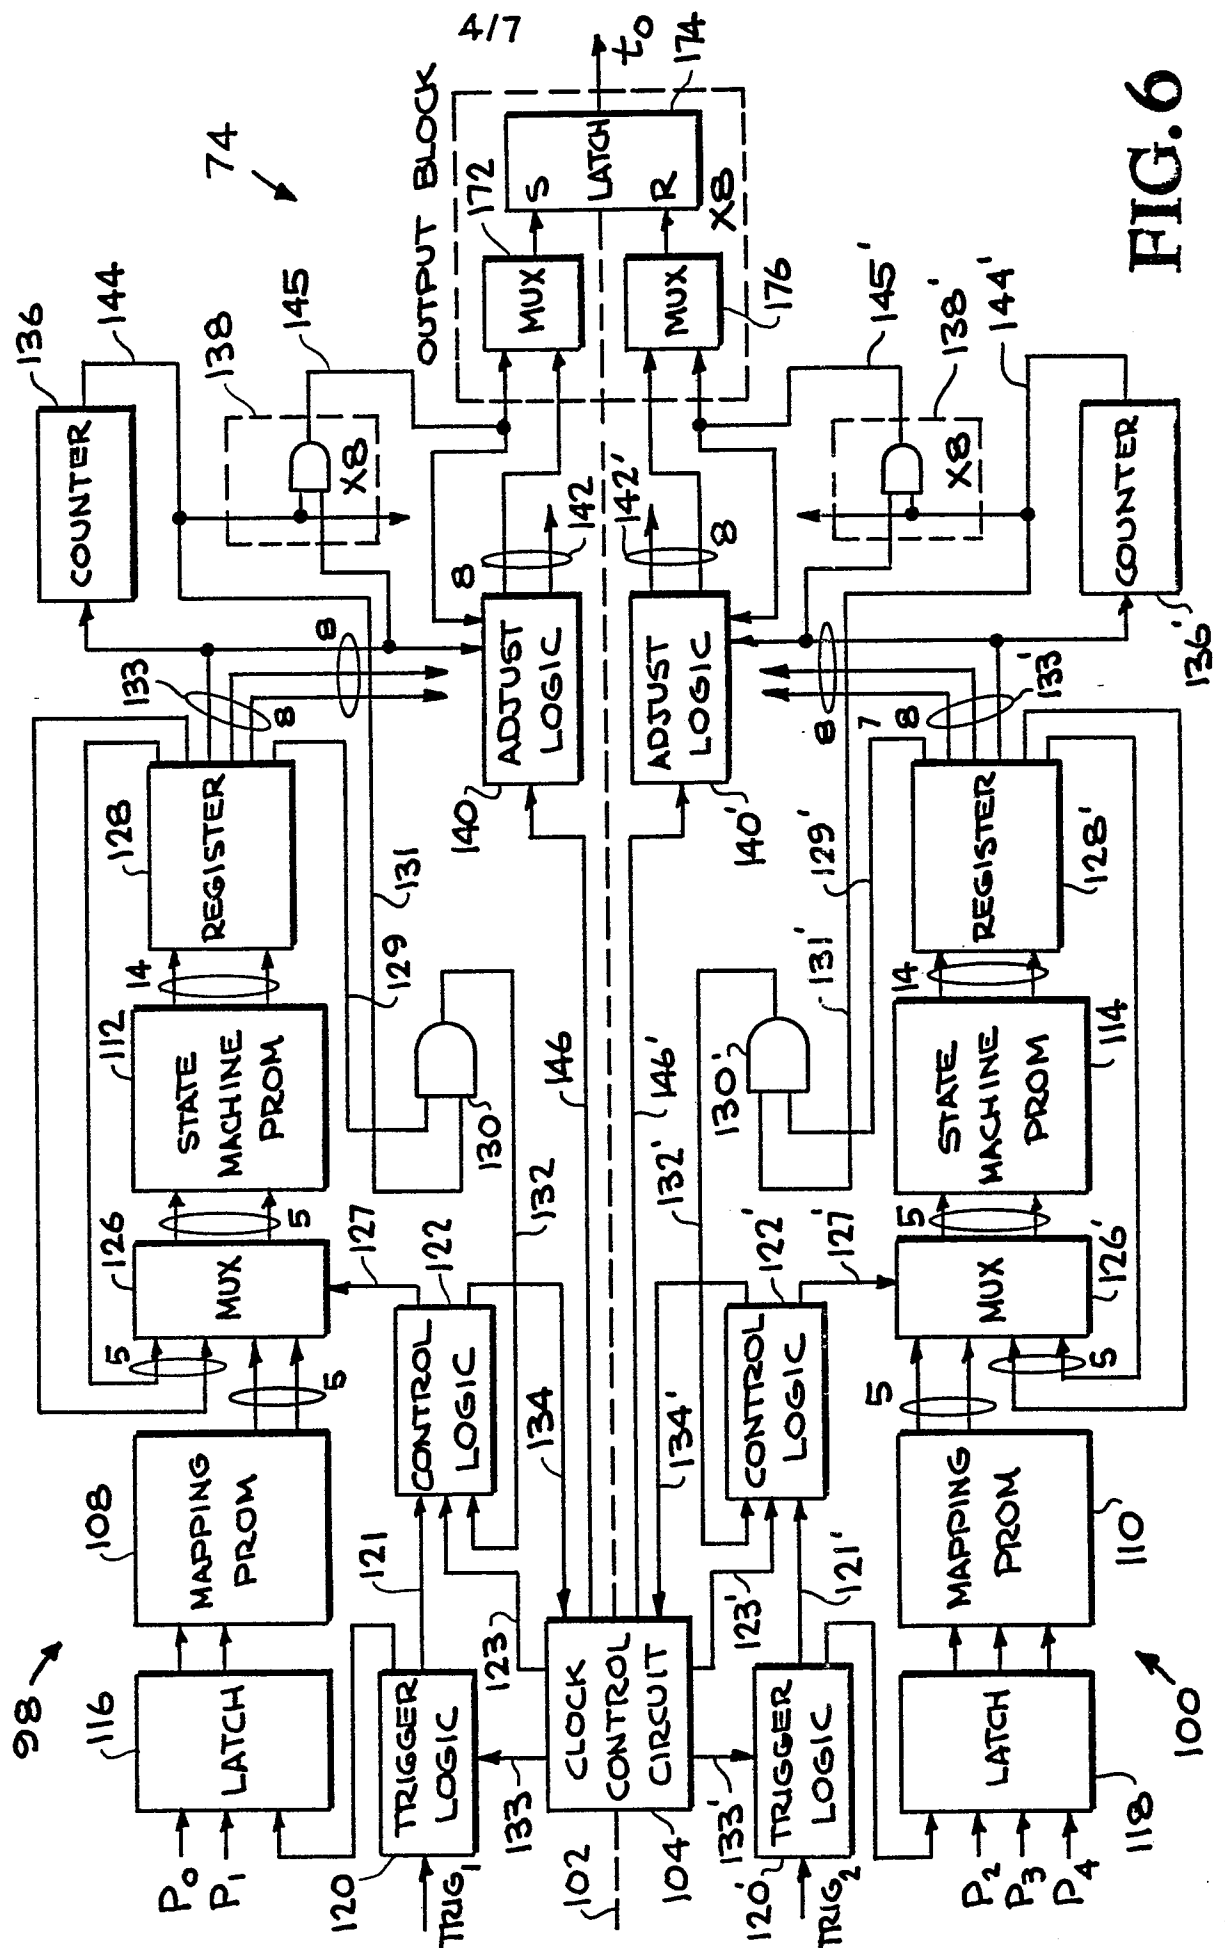 4/7
74
98
P0
P1
116
LATCH
108
MAPPING
PROM
5
5
126
MUX
127
5
112
STATE
MACHINE
PROM
14
128
REGISTER
129
131
133
8
8
136
COUNTER
144
138
X8
145
OUTPUT BLOCK
172
MUX
S
LATCH
R
X8
174
t0
MUX
176
120
TRIG1
TRIGGER
LOGIC
121
123
133
122
CONTROL
LOGIC
134
132
130
146
140
ADJUST
LOGIC
8
142
102
CLOCK
CONTROL
CIRCUIT
104
133'
123'
134'
132'
146'
140'
ADJUST
LOGIC
142'
8
TRIG2
120'
TRIGGER
LOGIC
121'
CONTROL
LOGIC
122'
127'
130'
131'
129'
7
8
8
133'
138'
X8
145'
144'
COUNTER
136'
P2
P3
P4
118
LATCH
100
MAPPING
PROM
110
5
5
MUX
126'
5
STATE
MACHINE
PROM
114
14
REGISTER
128'
FIG. 6